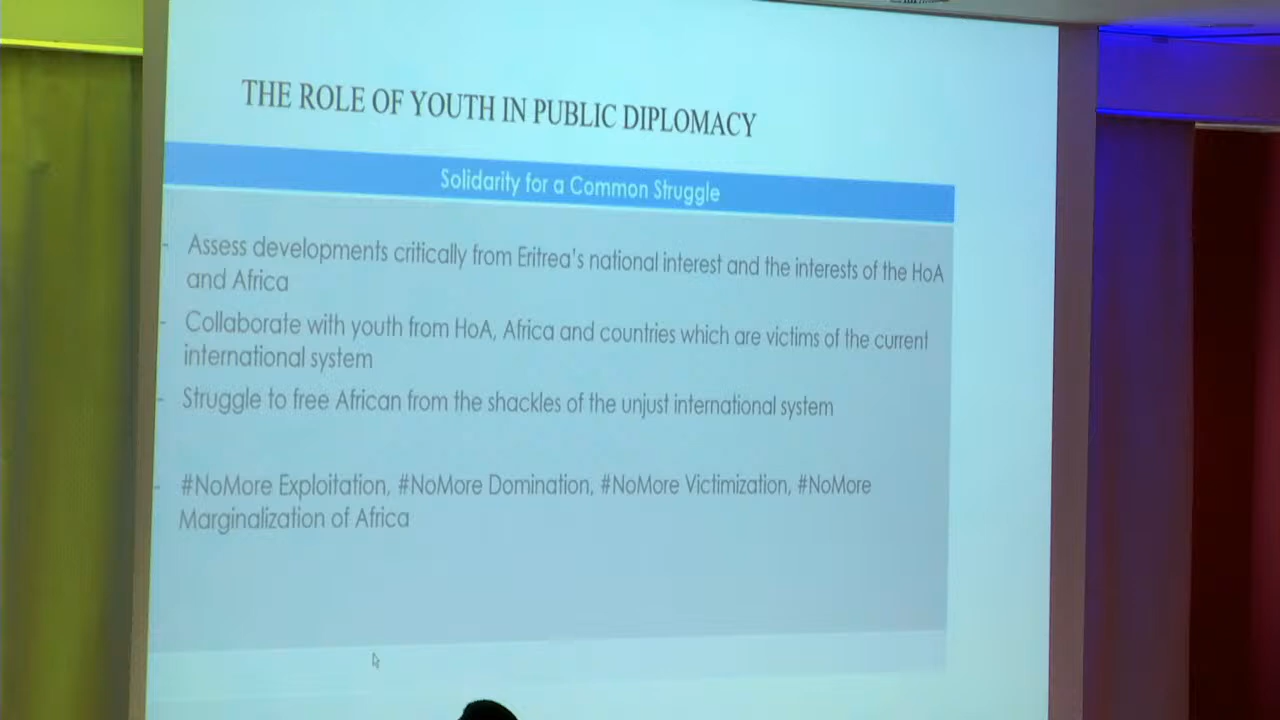 THE ROLE OF YOUTH IN PUBLIC DIPLOMACY
Solidarity for a Common Struggle
- Assess developments critically from Eritrea's national interest and the interests of the HoA
and Africa
- Collaborate with youth from HoA, Africa and countries which are victims of the current
international system
- Struggle to free African from the shackles of the unjust international system
- #NoMore Exploitation, #NoMore Domination, #NoMore Victimization, #NoMore
Marginalization of Africa